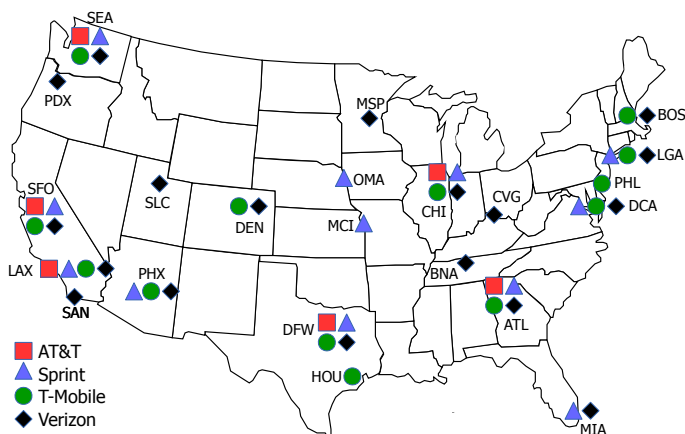 SEA
PDX
MSP
BOS
LGA
SFO
SLC
OMA
PHL
DEN
CHI
CVG
DCA
MCI
LAX
PHX
BNA
SAN
DFW
ATL
HOU
MIA
AT&T
Sprint
T-Mobile
Verizon